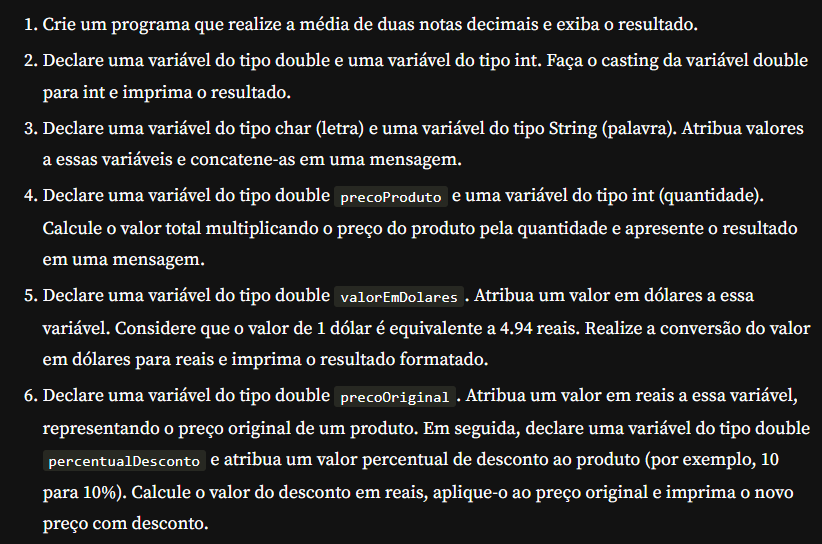 1. Crie um programa que realize a média de duas notas decimais e exiba o resultado.
2. Declare uma variável do tipo double e uma variável do tipo int. Faça o casting da variável double
para int e imprima o resultado.
3. Declare uma variável do tipo char (letra) e uma variável do tipo String (palavra). Atribua valores
a essas variáveis e concatene-as em uma mensagem.
4. Declare uma variável do tipo double precoProduto e uma variável do tipo int (quantidade).
Calcule o valor total multiplicando o preço do produto pela quantidade e apresente o resultado
em uma mensagem.
5. Declare uma variável do tipo double valorEmDolares. Atribua um valor em dólares a essa
variável. Considere que o valor de 1 dólar é equivalente a 4.94 reais. Realize a conversão do valor
em dólares para reais e imprima o resultado formatado.
6. Declare uma variável do tipo double precoOriginal. Atribua um valor em reais a essa variável,
representando o preço original de um produto. Em seguida, declare uma variável do tipo double
percentualDesconto e atribua um valor percentual de desconto ao produto (por exemplo, 10
para 10%). Calcule o valor do desconto em reais, aplique-o ao preço original e imprima o novo
preço com desconto.